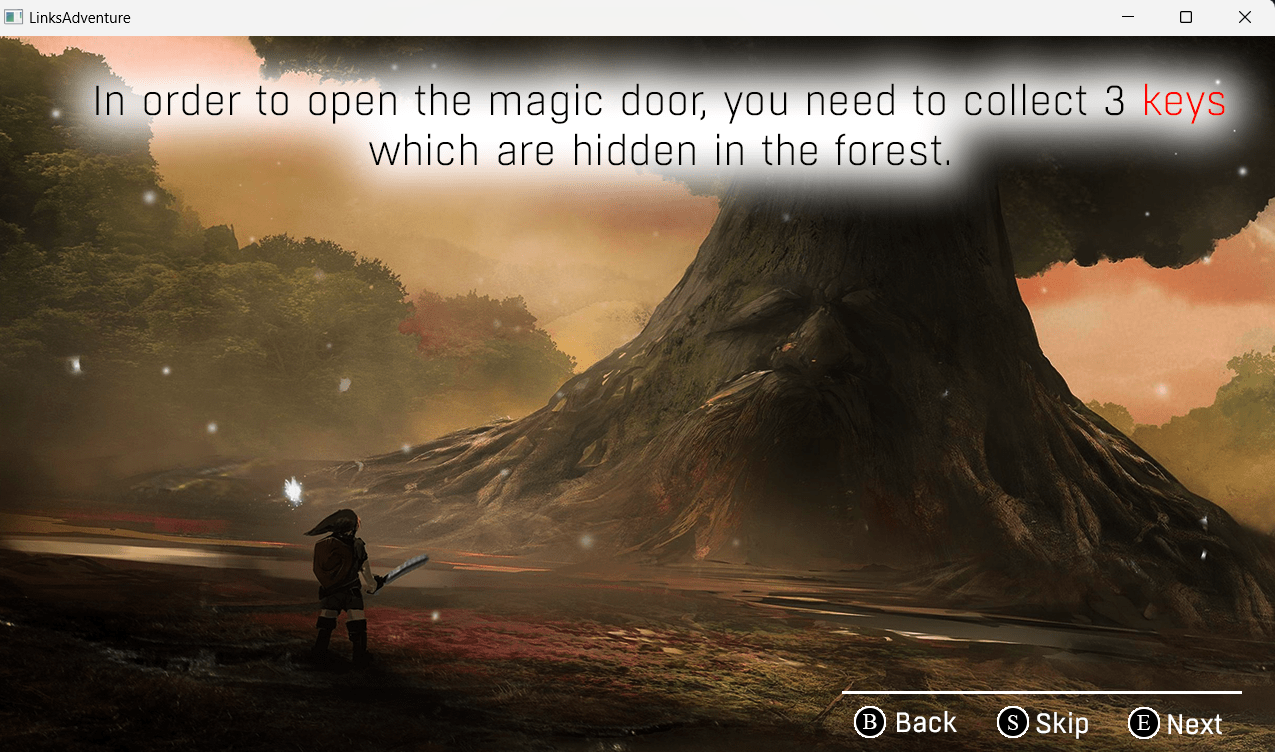 LinksAdventure
In order to open the magic door, you need to collect 3 keys
which are hidden in the forest.
B Back S Skip E Next